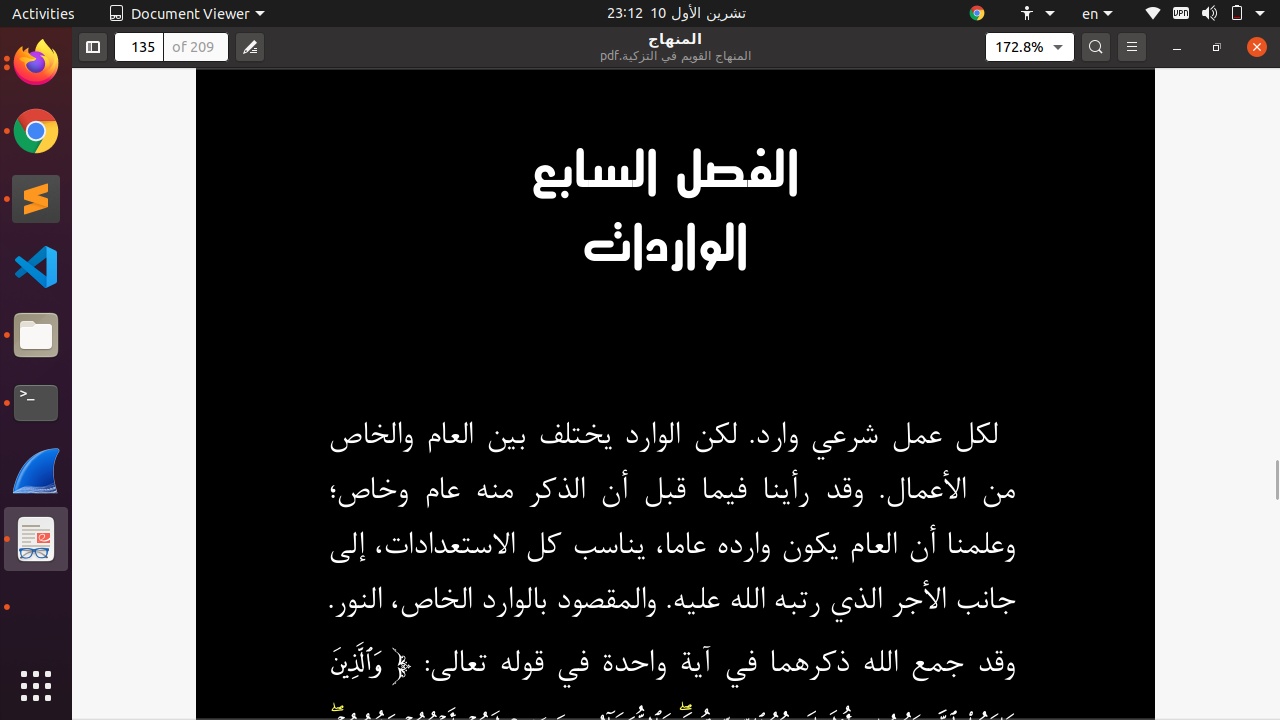 Activities
Document Viewer
23:12 10 تشرين الأول
en
VPN
135 of 209
المنهاج
المنهاج القويم في التزكية.pdf
172.8%
الفصل السابع
الواردات
لكل عمل شرعي وارد. لكن الوارد يختلف بين العام والخاص
من الأعمال. وقد رأينا فيما قبل أن الذكر منه عام وخاص؛
وعلمنا أن العام يكون وارده عاما، يناسب كل الاستعدادات، إلى
جانب الأجر الذي رتبه الله عليه. والمقصود بالوارد الخاص، النور.
وقد جمع الله ذكرهما في آية واحدة في قوله تعالى: ﴿ وَٱلَّذِينَ